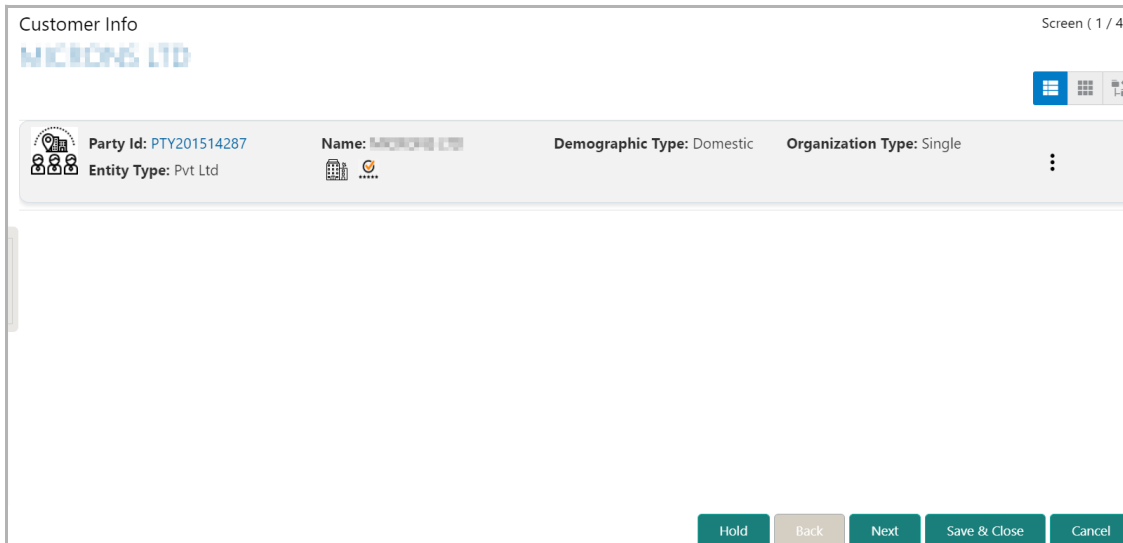 Customer Info
Screen ( 1 / 4
Party Id: PTY201514287
Name:
Demographic Type: Domestic
Organization Type: Single
Entity Type: Pvt Ltd
Hold
Back
Next
Save & Close
Cancel